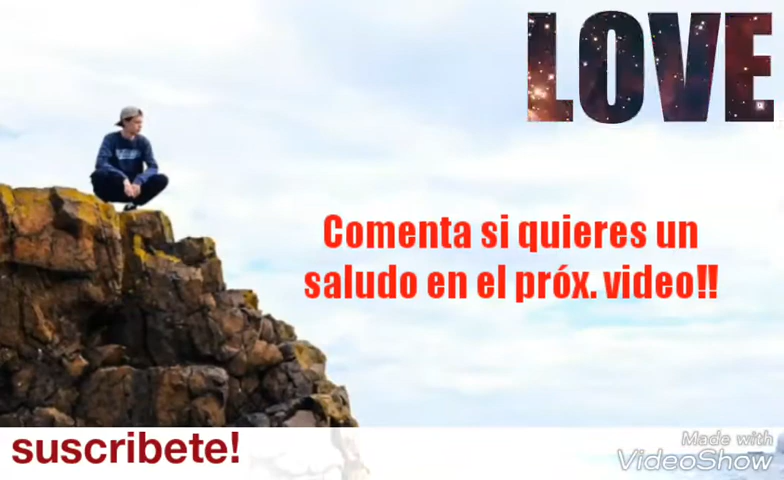 LOVE
Comenta si quieres un
saludo en el próx. video!!
suscribete!
Made with
VideoShow